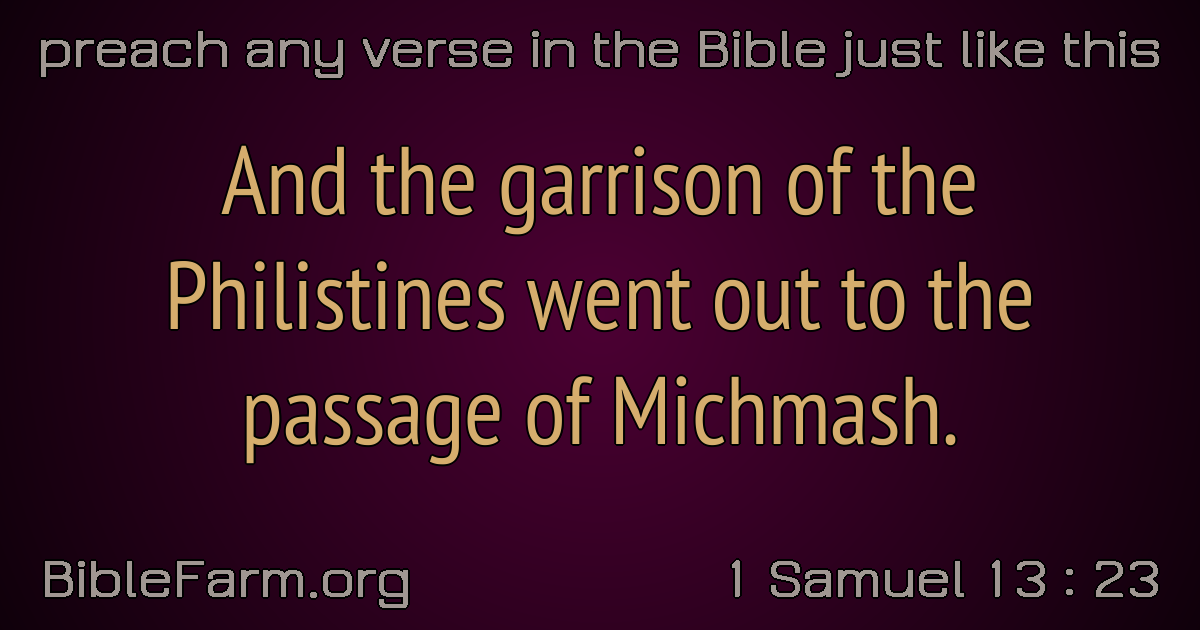 preach any verse in the Bible just like this
And the garrison of the
Philistines went out to the
passage of Michmash.
BibleFarm.org
1 Samuel 13 : 23